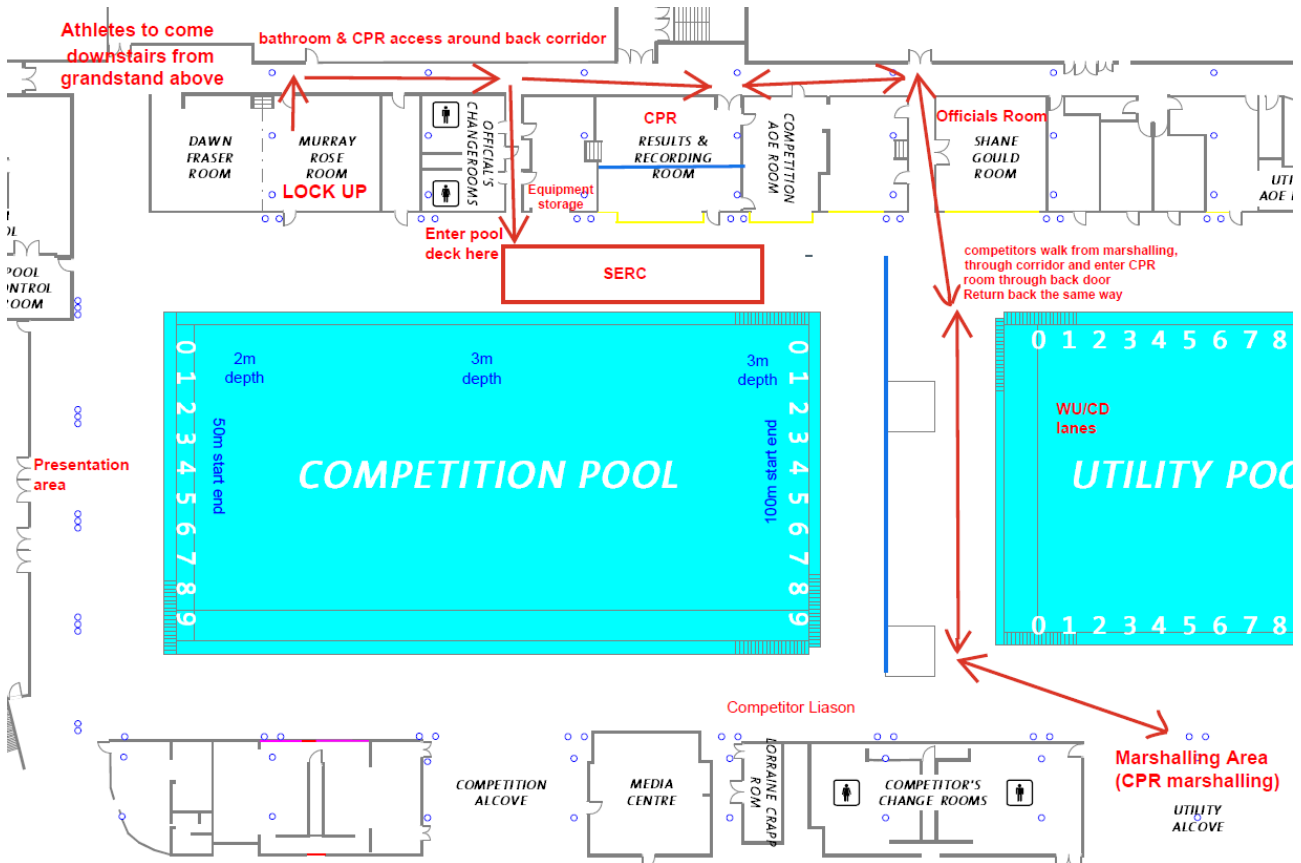 Athletes to come
downstairs from
grandstand above
bathroom & CPR access around back corridor
DAWN
FRASER
ROOM
MURRAY
ROSE ROOM
LOCK UP
OFFICIAL'S
CHANGEROOMS
CPR
RESULTS &
RECORDING
ROOM
COMPETITION
AOE ROOM
Officials Room
SHANE
GOULD
ROOM
UTI
AOE
Equipment
storage
Enter pool
deck here
SERC
competitors walk from marshalling,
through corridor and enter CPR
room through back door
Return back the same way
OL
POOL
ONTROL
OOM
0
1
2
3
4
5
6
7
8
9
2m
depth
3m
depth
3m
depth
0
1
2
3
4
5
6
7
8
9
50m start end
COMPETITION POOL
100m start end
0 1 2 3 4 5 6 7 8
WU/CD
lanes
UTILITY POO
0 1 2 3 4 5 6 7 8
Presentation
area
Competitor Liason
COMPETITION
ALCOVE
MEDIA
CENTRE
LORRAINE CRAPP
ROM
COMPETITOR'S
CHANGE ROOMS
Marshalling Area
(CPR marshalling)
UTILITY
ALCOVE